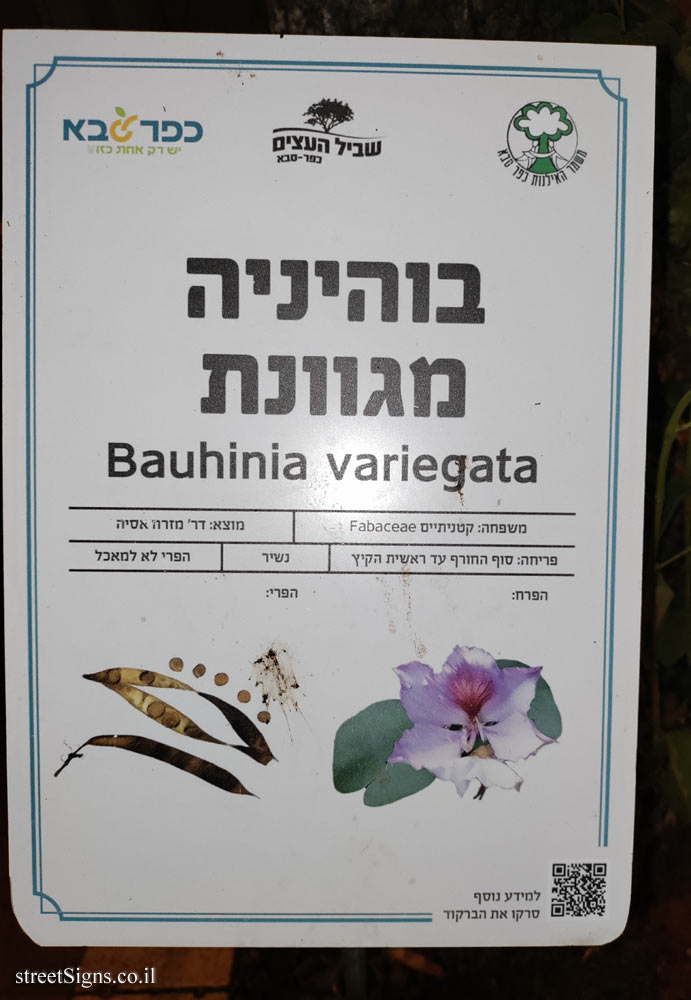 כפר סבא
יש רק אחת כזו
שביל העצים
כפר-סבא
משמר האילנות כפר סבא
בוהיניה
מגוונת
Bauhinia variegata
משפחה: קטניתיים Fabaceae
מוצא: דר' מזרח אסיה
פריחה: סוף החורף עד ראשית הקיץ
נשיר
הפרי לא למאכל
הפרח:
הפרי:
למידע נוסף
סרקו את הברקוד
streetSigns.co.il